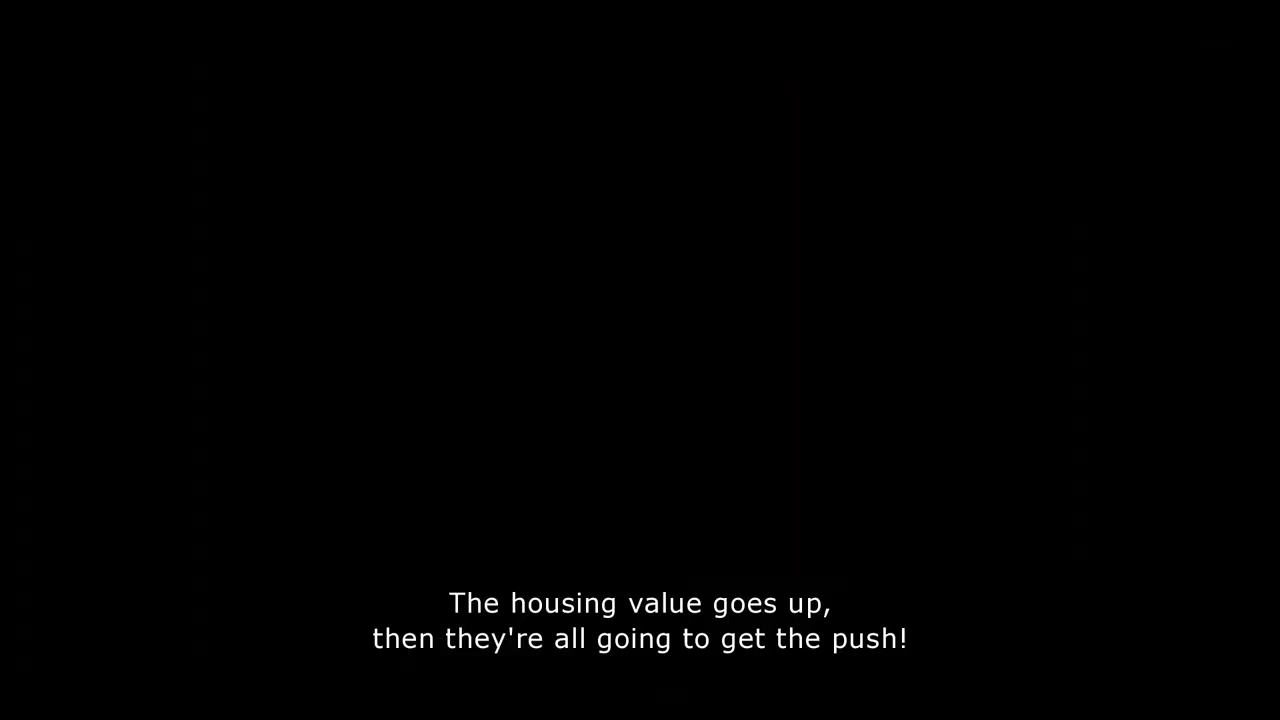 The housing value goes up,
then they're all going to get the push!